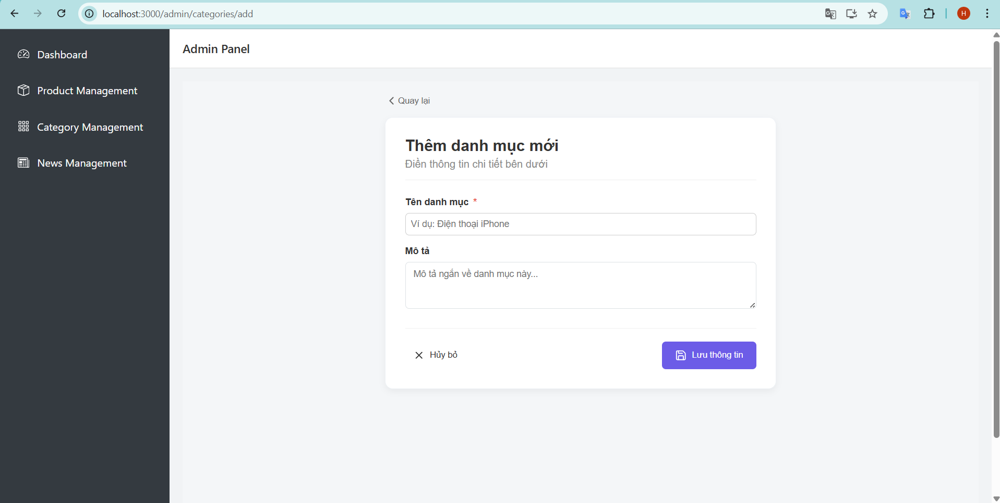 localhost:3000/admin/categories/add
H
Dashboard
Product Management
Category Management
News Management
Admin Panel
Quay lại
Thêm danh mục mới
Điền thông tin chi tiết bên dưới
Tên danh mục *
Ví dụ: Điện thoại iPhone
Mô tả
Mô tả ngắn về danh mục này...
Hủy bỏ
Lưu thông tin